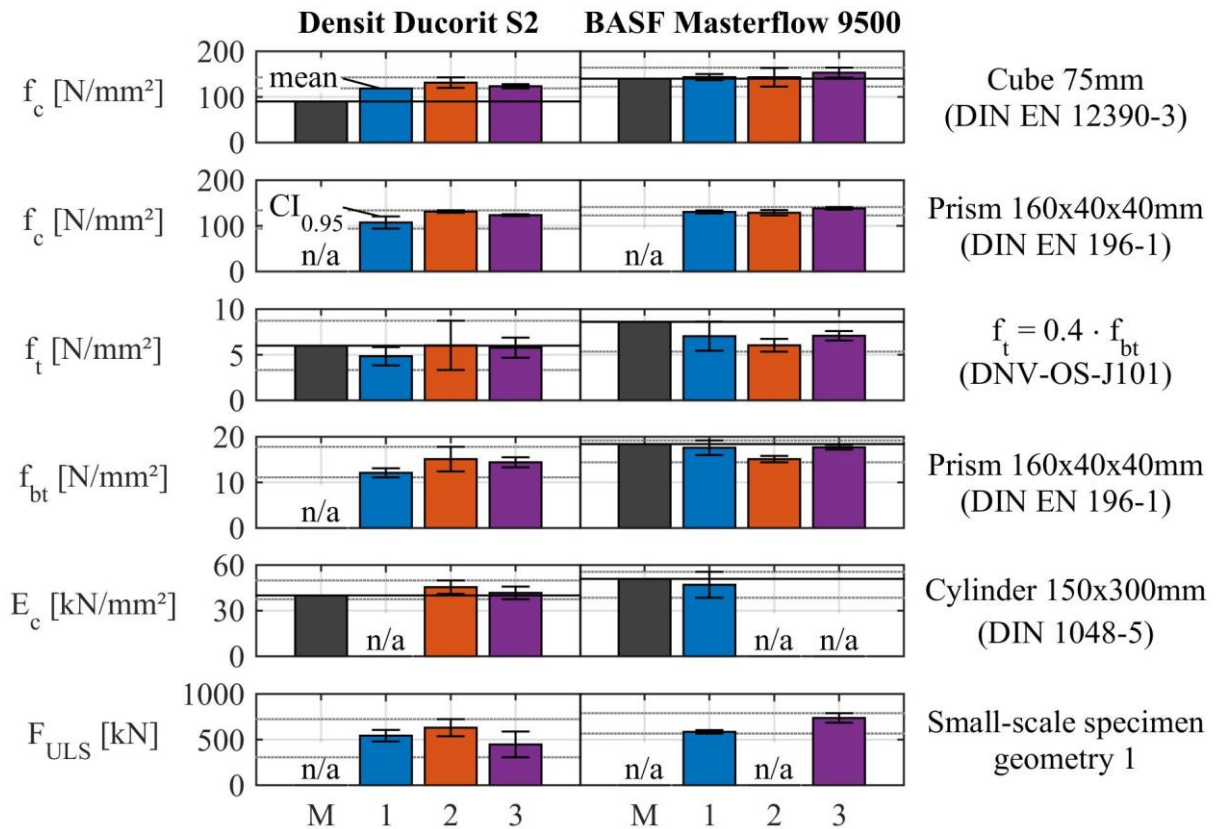 Densit Ducorit S2 BASF Masterflow 9500
f_c [N/mm²] 200 100 0 mean Cube 75mm
(DIN EN 12390-3)
f_c [N/mm²] 200 100 0 CI_0.95 n/a n/a Prism 160x40x40mm
(DIN EN 196-1)
f_t [N/mm²] 10 5 0 f_t = 0.4 · f_bt
(DNV-OS-J101)
f_bt [N/mm²] 20 10 0 n/a Prism 160x40x40mm
(DIN EN 196-1)
E_c [kN/mm²] 60 30 0 n/a n/a n/a Cylinder 150x300mm
(DIN 1048-5)
F_ULS [kN] 1000 500 0 n/a n/a n/a Small-scale specimen
geometry 1
M 1 2 3 M 1 2 3